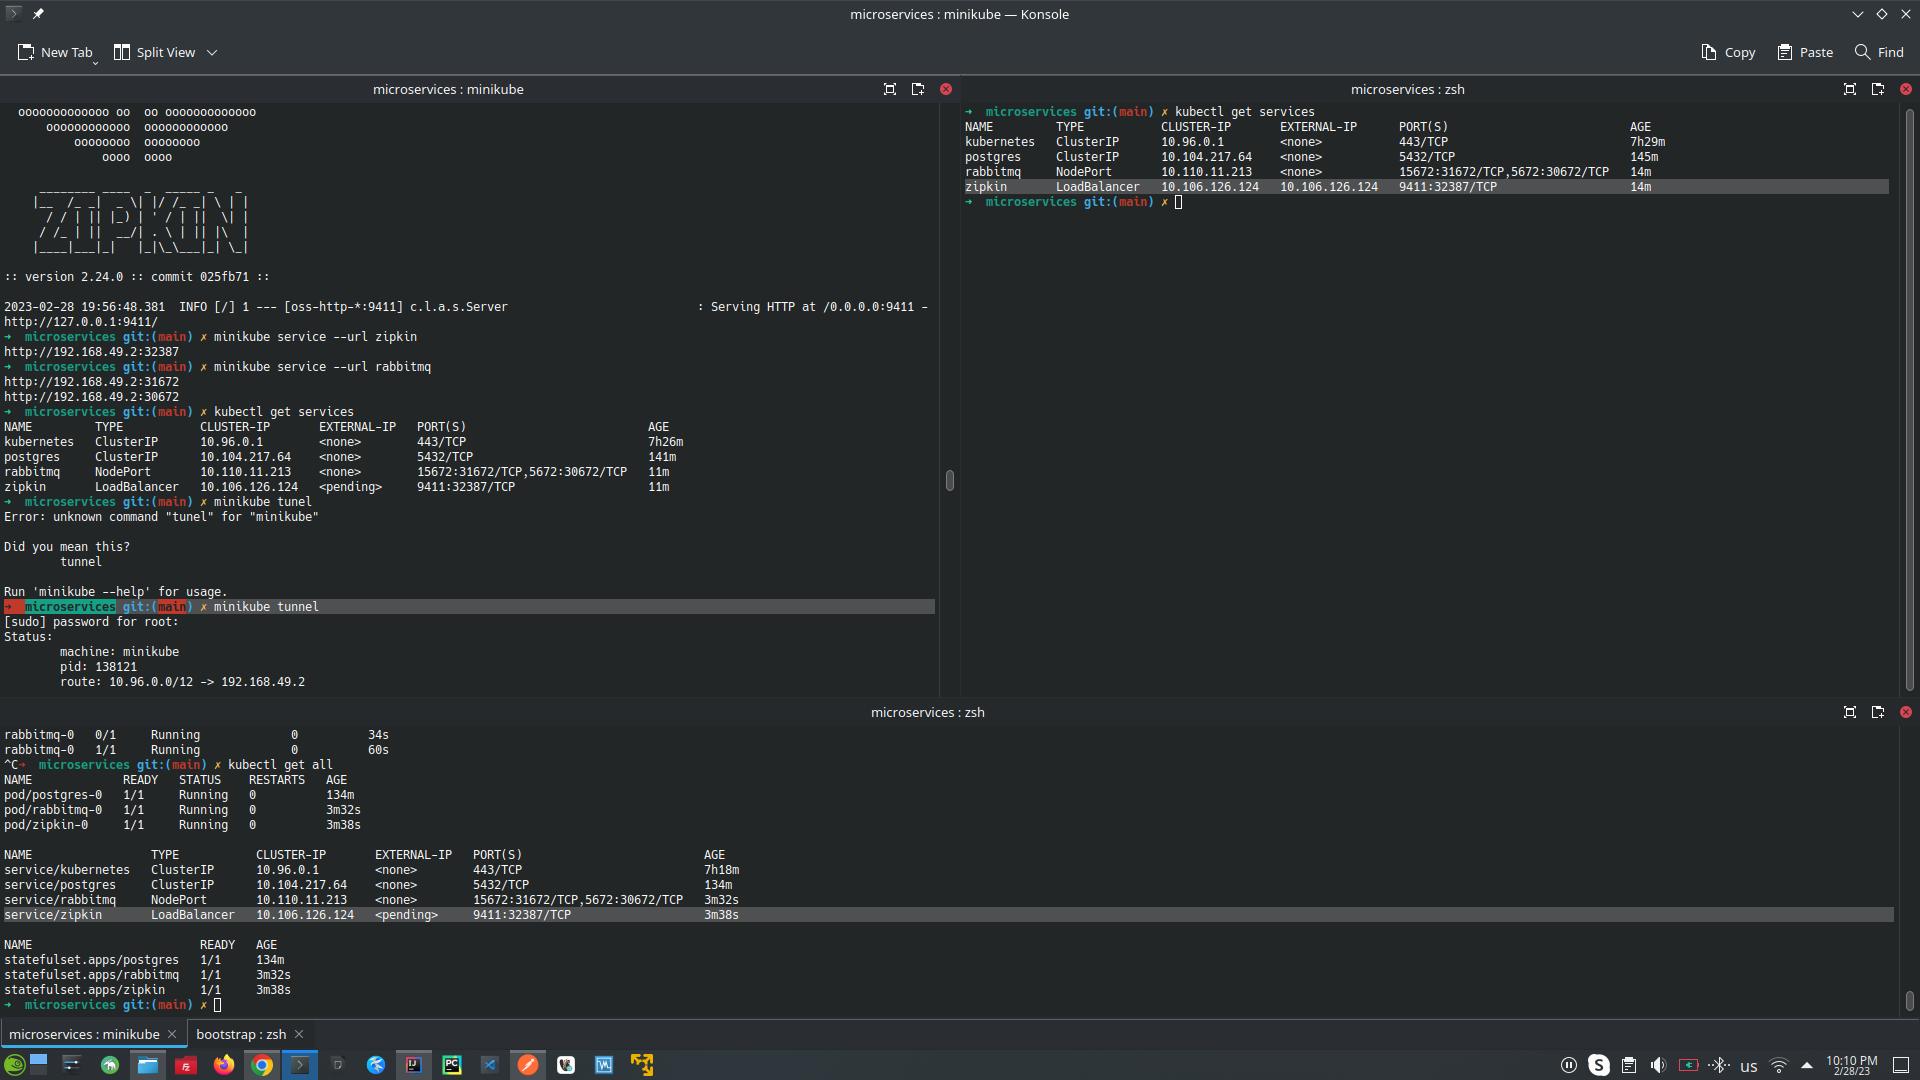 microservices : minikube — Konsole
New Tab Split View Copy Paste Find
microservices : minikube
ooooooooooooo oo  oo ooooooooooooo
oooooooooooo  oooooooooooo
oooooooo  oooooooo
oooo  oooo
________ ____  _  _____ _   _
|__  /_ _|  _ \| |/ /_ _| \ | |
  / / | || |_) | ' / | ||  \| |
 / /_ | ||  __/| . \ | || |\  |
|____|___|_|   |_|\_\___|_| \_|
:: version 2.24.0 :: commit 025fb71 ::
2023-02-28 19:56:48.381  INFO [/] 1 --- [oss-http-*:9411] c.l.a.s.Server                           : Serving HTTP at /0.0.0.0:9411 -
http://127.0.0.1:9411/
➜  microservices git:(main) ✗ minikube service --url zipkin
http://192.168.49.2:32387
➜  microservices git:(main) ✗ minikube service --url rabbitmq
http://192.168.49.2:31672
http://192.168.49.2:30672
➜  microservices git:(main) ✗ kubectl get services
NAME         TYPE           CLUSTER-IP       EXTERNAL-IP   PORT(S)                          AGE
kubernetes   ClusterIP      10.96.0.1        <none>        443/TCP                          7h26m
postgres     ClusterIP      10.104.217.64    <none>        5432/TCP                         141m
rabbitmq     NodePort       10.110.11.213    <none>        15672:31672/TCP,5672:30672/TCP   11m
zipkin       LoadBalancer   10.106.126.124   <pending>     9411:32387/TCP                   11m
➜  microservices git:(main) ✗ minikube tunel
Error: unknown command "tunel" for "minikube"
Did you mean this?
tunnel
Run 'minikube --help' for usage.
➜  microservices git:(main) ✗ minikube tunnel
[sudo] password for root:
Status:
machine: minikube
pid: 138121
route: 10.96.0.0/12 -> 192.168.49.2
microservices : zsh
➜  microservices git:(main) ✗ kubectl get services
NAME         TYPE           CLUSTER-IP       EXTERNAL-IP      PORT(S)                          AGE
kubernetes   ClusterIP      10.96.0.1        <none>           443/TCP                          7h29m
postgres     ClusterIP      10.104.217.64    <none>           5432/TCP                         145m
rabbitmq     NodePort       10.110.11.213    <none>           15672:31672/TCP,5672:30672/TCP   14m
zipkin       LoadBalancer   10.106.126.124   10.106.126.124   9411:32387/TCP                   14m
➜  microservices git:(main) ✗
microservices : zsh
rabbitmq-0   0/1     Running             0          34s
rabbitmq-0   1/1     Running             0          60s
^C➜  microservices git:(main) ✗ kubectl get all
NAME             READY   STATUS    RESTARTS   AGE
pod/postgres-0   1/1     Running   0          134m
pod/rabbitmq-0   1/1     Running   0          3m32s
pod/zipkin-0     1/1     Running   0          3m38s
NAME                 TYPE           CLUSTER-IP       EXTERNAL-IP   PORT(S)                          AGE
service/kubernetes   ClusterIP      10.96.0.1        <none>        443/TCP                          7h18m
service/postgres     ClusterIP      10.104.217.64    <none>        5432/TCP                         134m
service/rabbitmq     NodePort       10.110.11.213    <none>        15672:31672/TCP,5672:30672/TCP   3m32s
service/zipkin       LoadBalancer   10.106.126.124   <pending>     9411:32387/TCP                   3m38s
NAME                        READY   AGE
statefulset.apps/postgres   1/1     134m
statefulset.apps/rabbitmq   1/1     3m32s
statefulset.apps/zipkin     1/1     3m38s
➜  microservices git:(main) ✗
microservices : minikube bootstrap : zsh
us 10:10 PM
2/28/23